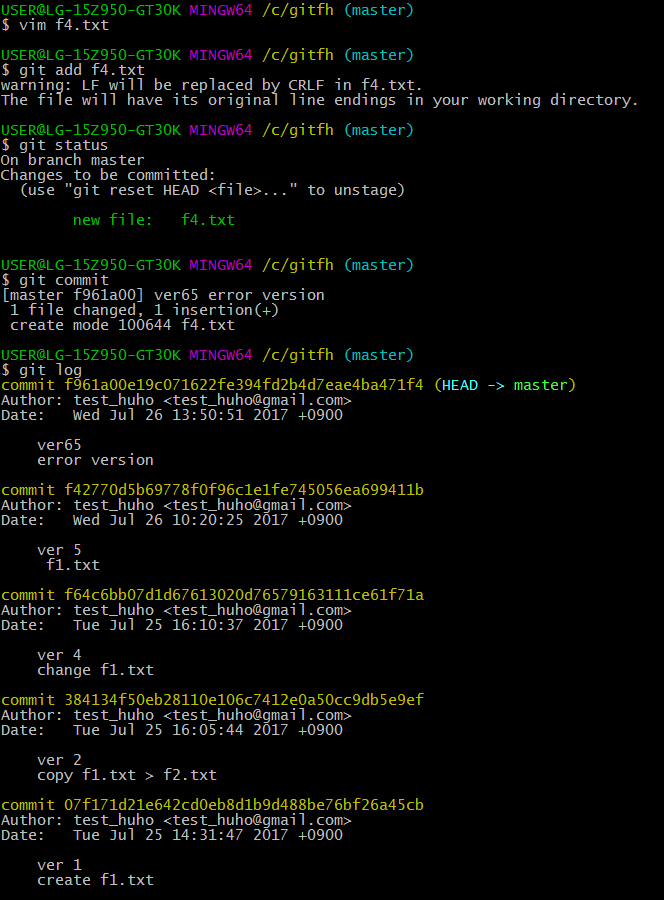 USER@LG-15Z950-GT30K MINGW64 /c/gitfh (master)
$ vim f4.txt
USER@LG-15Z950-GT30K MINGW64 /c/gitfh (master)
$ git add f4.txt
warning: LF will be replaced by CRLF in f4.txt.
The file will have its original line endings in your working directory.
USER@LG-15Z950-GT30K MINGW64 /c/gitfh (master)
$ git status
On branch master
Changes to be committed:
  (use "git reset HEAD <file>..." to unstage)
        new file:   f4.txt
USER@LG-15Z950-GT30K MINGW64 /c/gitfh (master)
$ git commit
[master f961a00] ver65 error version
 1 file changed, 1 insertion(+)
 create mode 100644 f4.txt
USER@LG-15Z950-GT30K MINGW64 /c/gitfh (master)
$ git log
commit f961a00e19c071622fe394fd2b4d7eae4ba471f4 (HEAD -> master)
Author: test_huho <test_huho@gmail.com>
Date:   Wed Jul 26 13:50:51 2017 +0900
    ver65
    error version
commit f42770d5b69778f0f96c1e1fe745056ea699411b
Author: test_huho <test_huho@gmail.com>
Date:   Wed Jul 26 10:20:25 2017 +0900
    ver 5
     f1.txt
commit f64c6bb07d1d67613020d76579163111ce61f71a
Author: test_huho <test_huho@gmail.com>
Date:   Tue Jul 25 16:10:37 2017 +0900
    ver 4
    change f1.txt
commit 384134f50eb28110e106c7412e0a50cc9db5e9ef
Author: test_huho <test_huho@gmail.com>
Date:   Tue Jul 25 16:05:44 2017 +0900
    ver 2
    copy f1.txt > f2.txt
commit 07f171d21e642cd0eb8d1b9d488be76bf26a45cb
Author: test_huho <test_huho@gmail.com>
Date:   Tue Jul 25 14:31:47 2017 +0900
    ver 1
    create f1.txt